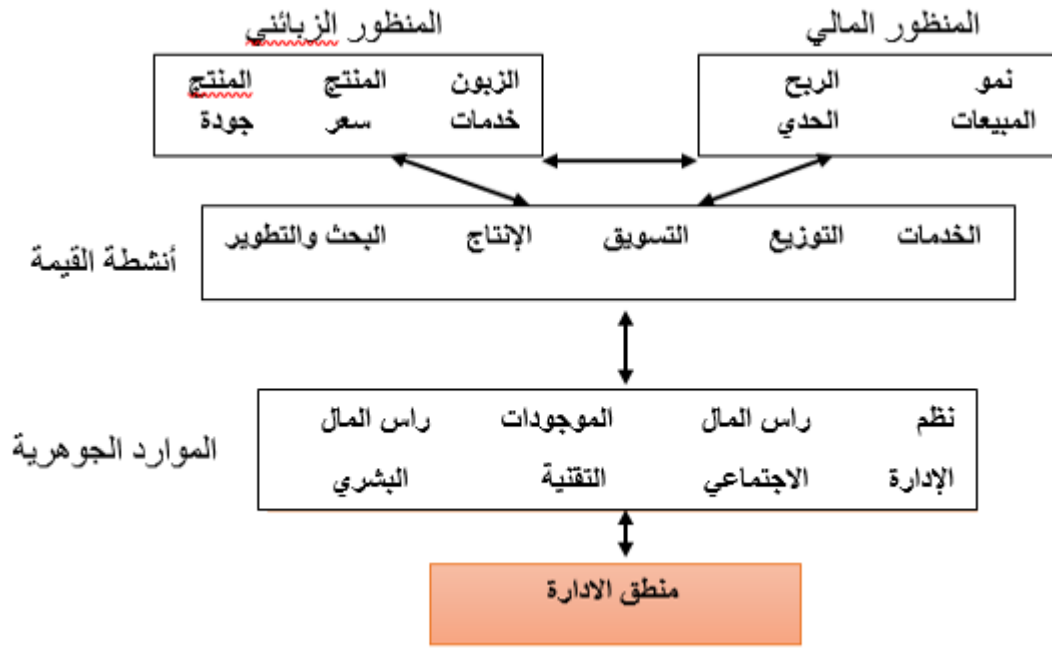 المنظور المالي
نمو الربح
المبيعات الحدي
المنظور الزبائني
الزبون المنتج المنتج
خدمات سعر جودة
أنشطة القيمة
الخدمات التوزيع التسويق الإنتاج البحث والتطوير
الموارد الجوهرية
نظم راس المال الموجودات راس المال
الإدارة الاجتماعي التقنية البشري
منطق الادارة